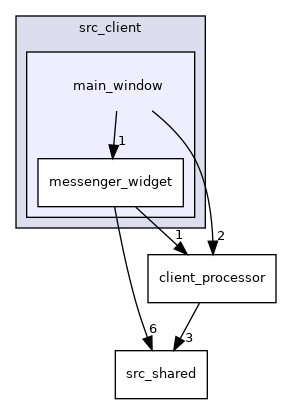 src_client
main_window
1
messenger_widget
1
2
client_processor
6
3
src_shared